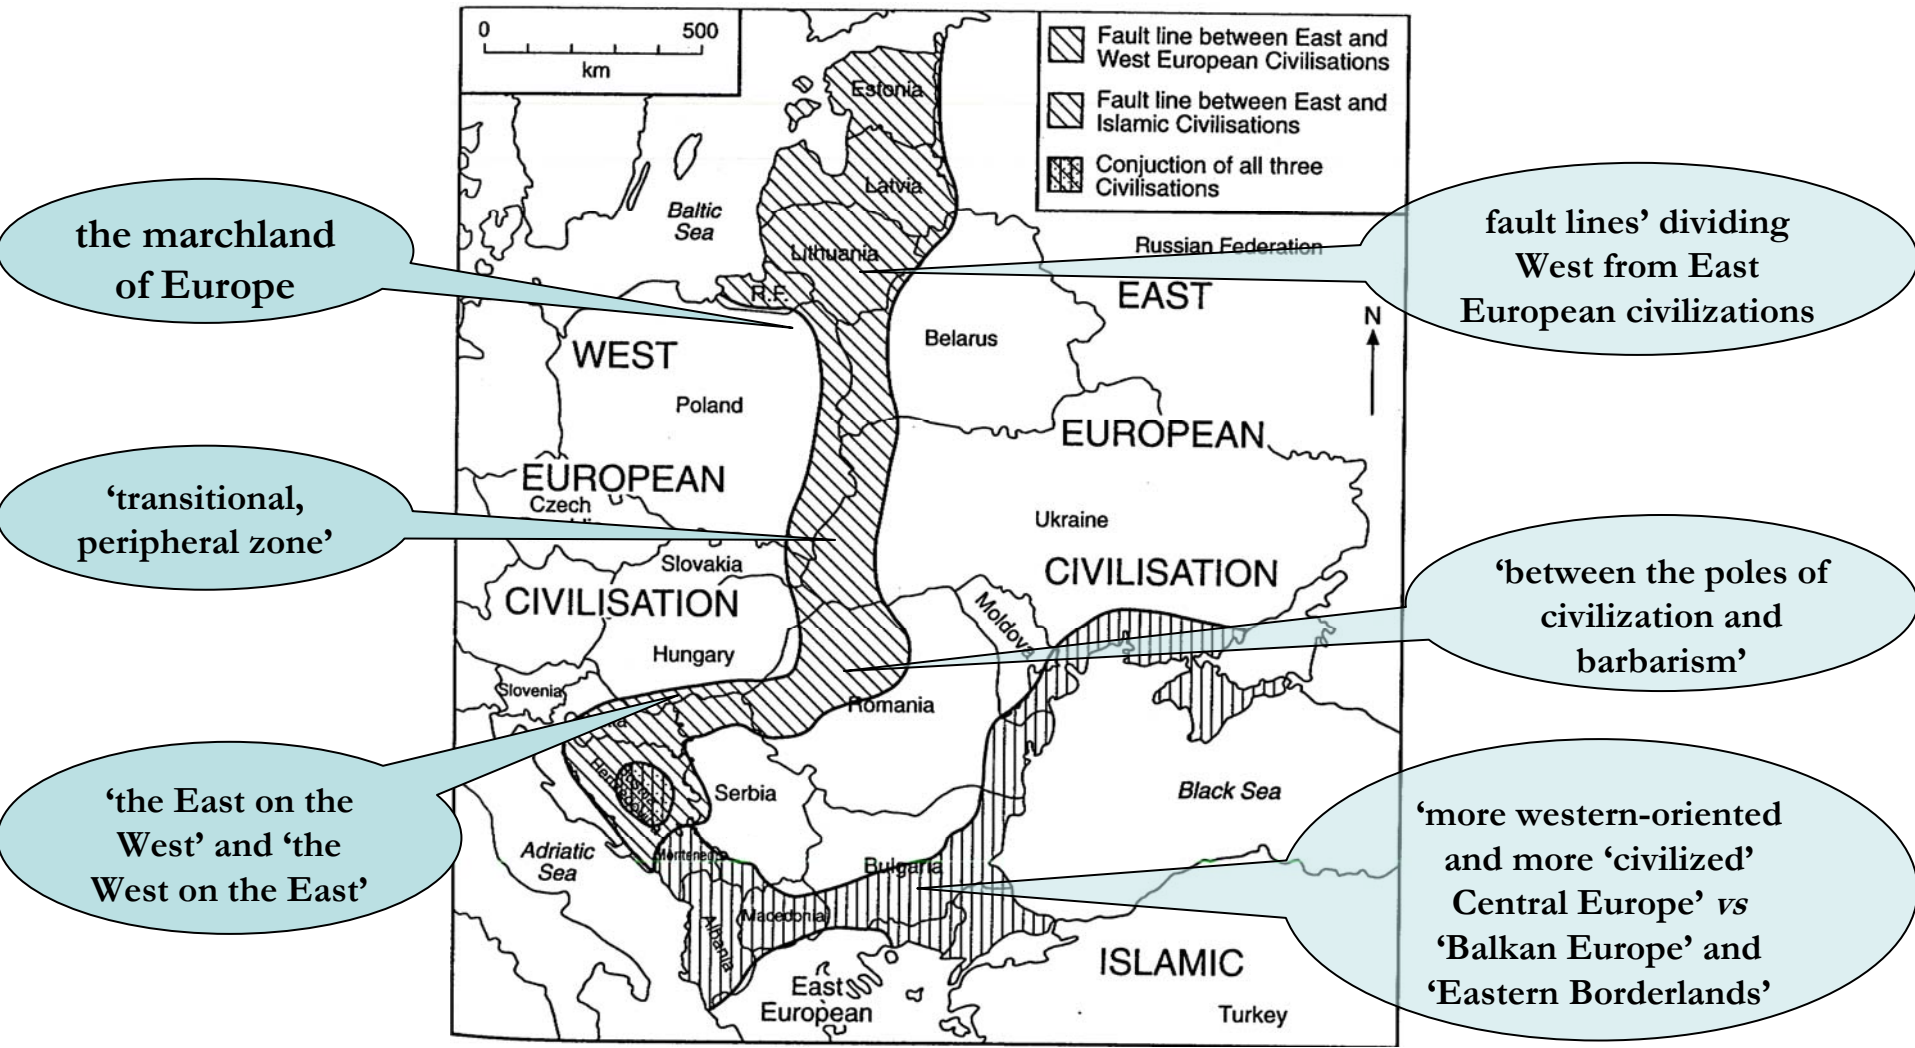 0
500
km
Fault line between East and
West European Civilisations
Fault line between East and
Islamic Civilisations
Conjuction of all three
Civilisations
Estonia
Latvia
Baltic
Sea
Lithuania
R.F.
Russian Federation
EAST
N
WEST
Belarus
Poland
EUROPEAN
EUROPEAN
Czech
Ukraine
Slovakia
CIVILISATION
CIVILISATION
Moldova
Hungary
Slovenia
Romania
Serbia
Black Sea
Adriatic
Sea
Montenegro
Bulgaria
Macedonia
Albania
ISLAMIC
East
European
Turkey
the marchland
of Europe
‘transitional,
peripheral zone’
‘the East on the
West’ and ‘the
West on the East’
fault lines’ dividing
West from East
European civilizations
‘between the poles of
civilization and
barbarism’
‘more western-oriented
and more ‘civilized’
Central Europe’ vs
‘Balkan Europe’ and
‘Eastern Borderlands’